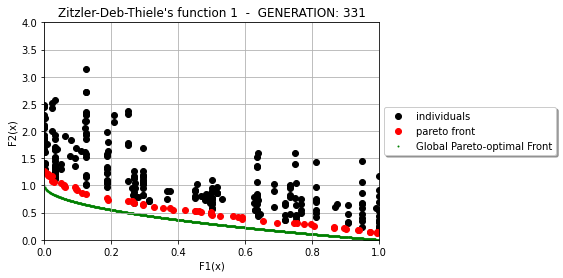 Zitzler-Deb-Thiele's function 1 - GENERATION: 331
4.0
3.5
3.0
2.5
2.0
1.5
1.0
0.5
0.0
F2(x)
0.0 0.2 0.4 0.6 0.8 1.0
F1(x)
individuals
pareto front
Global Pareto-optimal Front